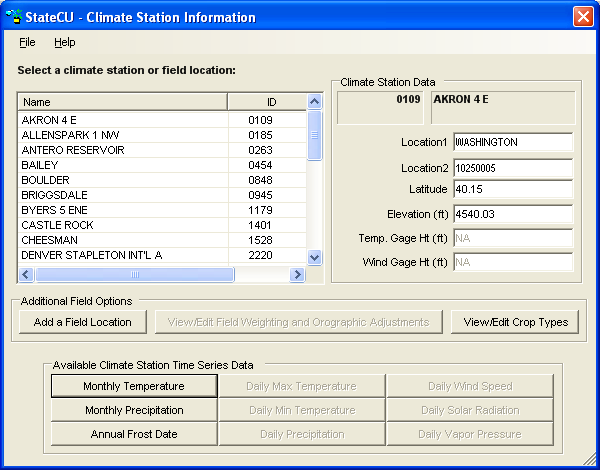 StateCU - Climate Station Information
File Help
Select a climate station or field location:
Name ID
AKRON 4 E 0109
ALLENSPARK 1 NW 0185
ANTERO RESERVOIR 0263
BAILEY 0454
BOULDER 0848
BRIGGSDALE 0945
BYERS 5 ENE 1179
CASTLE ROCK 1401
CHEESMAN 1528
DENVER STAPLETON INT'L A 2220
Climate Station Data
0109 AKRON 4 E
Location1 WASHINGTON
Location2 10250005
Latitude 40.15
Elevation (ft) 4540.03
Temp. Gage Ht (ft) NA
Wind Gage Ht (ft) NA
Additional Field Options
Add a Field Location View/Edit Field Weighting and Orographic Adjustments View/Edit Crop Types
Available Climate Station Time Series Data
Monthly Temperature Daily Max Temperature Daily Wind Speed
Monthly Precipitation Daily Min Temperature Daily Solar Radiation
Annual Frost Date Daily Precipitation Daily Vapor Pressure